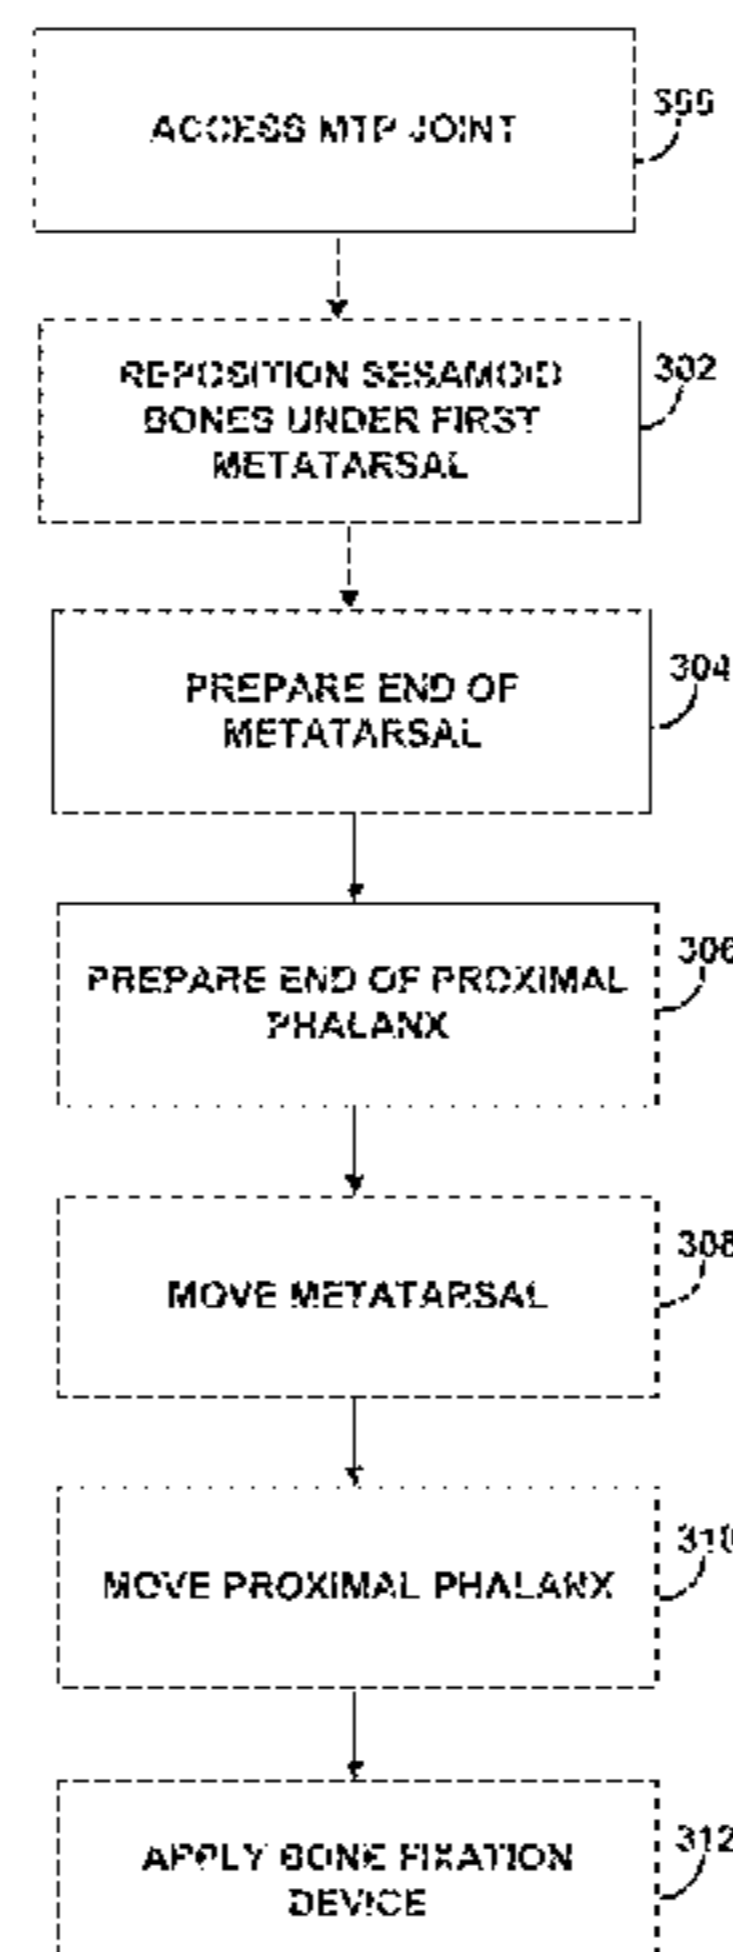 ACCESS MTP JOINT
302
REPOSITION SESAMOID
BONES UNDER FIRST
METATARSAL
304
PREPARE END OF
METATARSAL
306
PREPARE END OF PROXIMAL
PHALANX
308
MOVE METATARSAL
310
MOVE PROXIMAL PHALANX
312
APPLY BONE FIXATION
DEVICE